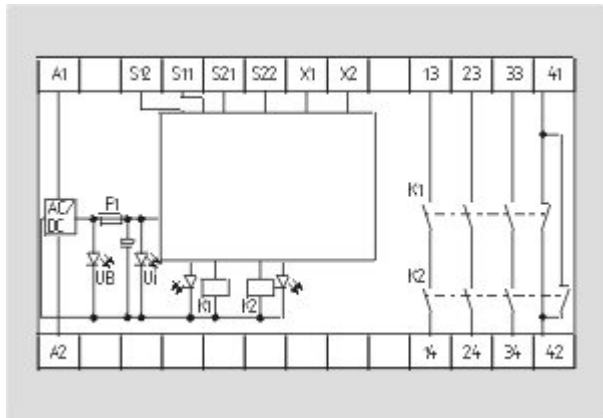 A1 S12 S11 S21 S22 X1 X2 13 23 33 41
K1
AC/
DC
F1
UB Ui
K1 K2
K2
A2 14 24 34 42